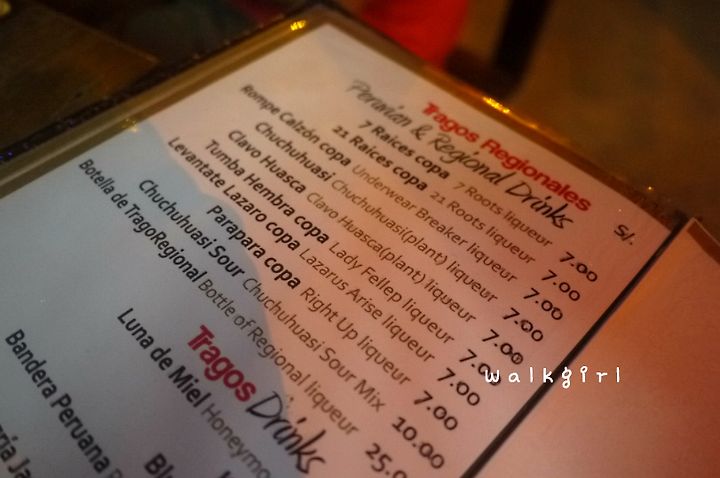 Tragos Regionales
Peruvian & Regional Drinks S/.
7 Raices copa 7 Roots liqueur 7.00
21 Raices copa 21 Roots liqueur 7.00
Rompe Calzón copa Underwear Breaker liqueur 7.00
Chuchuhuasi Chuchuhuasi(plant) liqueur 7.00
Clavo Huasca Clavo Huasca(plant) liqueur 7.00
Tumba Hembra copa Lady Fellep liqueur 7.00
Levantate Lazaro copa Lazarus Arise liqueur 7.00
Parapara copa Right Up liqueur 7.00
Chuchuhuasi Sour Chuchuhuasi Sour Mix 10.00
Botella de TragoRegional Bottle of Regional liqueur 25.0
Tragos Drinks
Luna de Miel Honeymo
Bandera Peruana
walkgirl